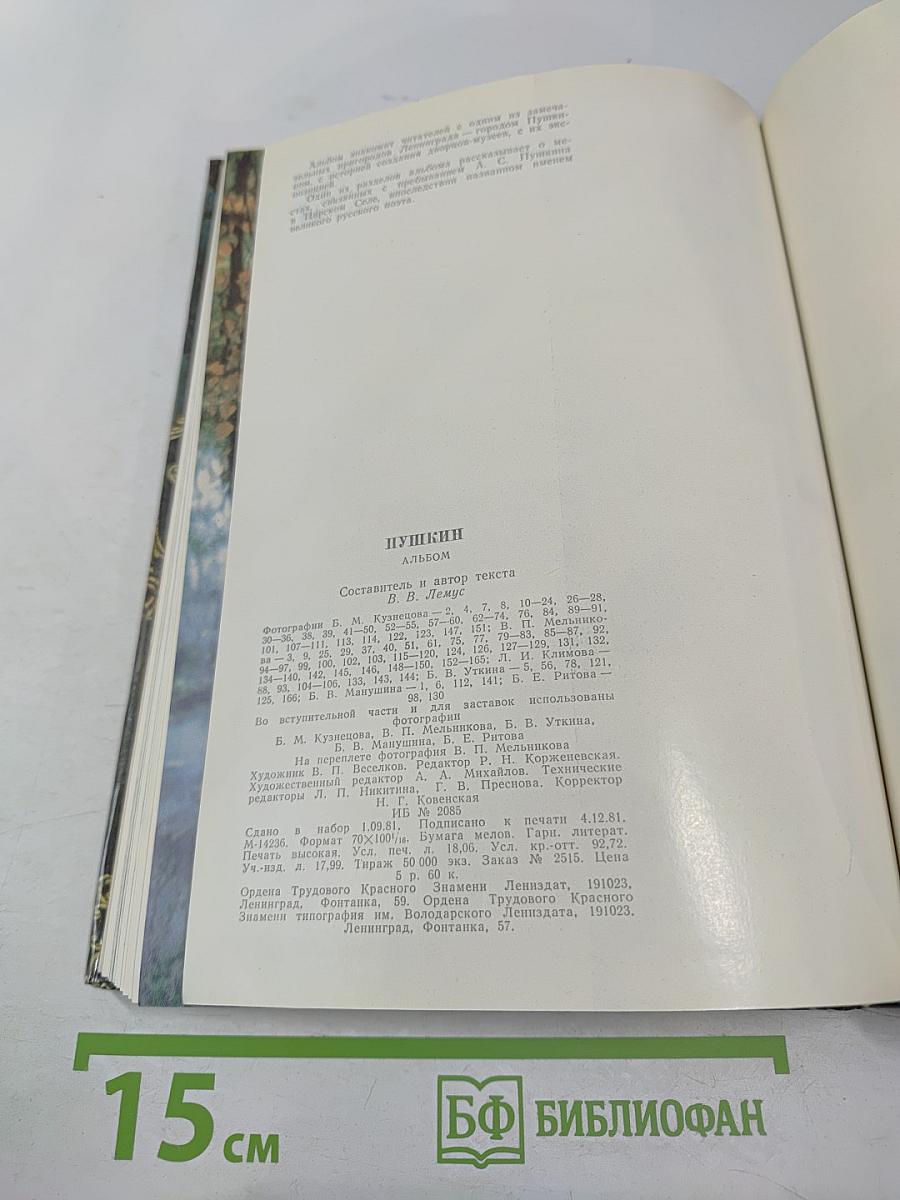 Альбом знакомит читателей с одним из замеча-
тельных пригородов Ленинграда — городом Пушки-
ном, с историей создания дворцов-музеев, с их экс-
позицией.
Один из разделов альбома рассказывает о ме-
стах, связанных с пребыванием А. С. Пушкина
в Царском Селе, впоследствии названном именем
великого русского поэта.
ПУШКИН
АЛЬБОМ
Составитель и автор текста
В. В. Лемус
Фотографии Б. М. Кузнецова — 2, 4, 7, 8, 10—24, 26—28,
30—36, 38, 39, 41—50, 52—55, 57—60, 62—74, 76, 84, 89—91,
101, 107—111, 113, 114, 122, 123, 147, 151; В. П. Мельнико-
ва — 3, 9, 25, 29, 37, 40, 51, 61, 75, 77, 79—83, 85—87, 92,
94—97, 99, 100, 102, 103, 115—120, 124, 126, 127—129, 131, 132,
134—140, 142, 145, 146, 148—150, 152—165; Л. И. Климова —
88, 93, 104—106, 133, 143, 144; Б. В. Уткина — 5, 56, 78, 121,
125, 166; Б. В. Манушина — 1, 6, 112, 141; Б. Е. Ритова —
98, 130
Во вступительной части и для заставок использованы
фотографии
Б. М. Кузнецова, В. П. Мельникова, Б. В. Уткина,
Б. В. Манушина, Б. Е. Ритова
На переплете фотография В. П. Мельникова
Художник В. П. Веселков. Редактор Р. Н. Корженевская.
Художественный редактор А. А. Михайлов. Технические
редакторы Л. П. Никитина, Г. В. Преснова. Корректор
Н. Г. Ковенская
ИБ № 2085
Сдано в набор 1.09.81. Подписано к печати 4.12.81.
М-14236. Формат 70×100¹/₁₆. Бумага мелов. Гарн. литерат.
Печать высокая. Усл. печ. л. 18,06. Усл. кр.-отт. 92,72.
Уч.-изд. л. 17,99. Тираж 50 000 экз. Заказ № 2515. Цена
5 р. 60 к.
Ордена Трудового Красного Знамени Лениздат, 191023,
Ленинград, Фонтанка, 59. Ордена Трудового Красного
Знамени типография им. Володарского Лениздата, 191023.
Ленинград, Фонтанка, 57.
15 см
БФ БИБЛИОФАН